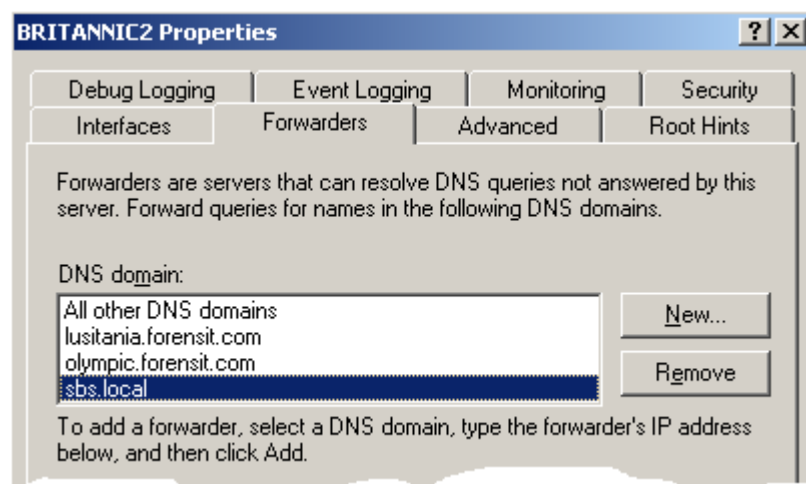 BRITANNIC2 Properties
Debug Logging Event Logging Monitoring Security
Interfaces Forwarders Advanced Root Hints
Forwarders are servers that can resolve DNS queries not answered by this
server. Forward queries for names in the following DNS domains.
DNS domain:
All other DNS domains
lusitania.forensit.com
olympic.forensit.com
sbs.local
New...
Remove
To add a forwarder, select a DNS domain, type the forwarder's IP address
below, and then click Add.